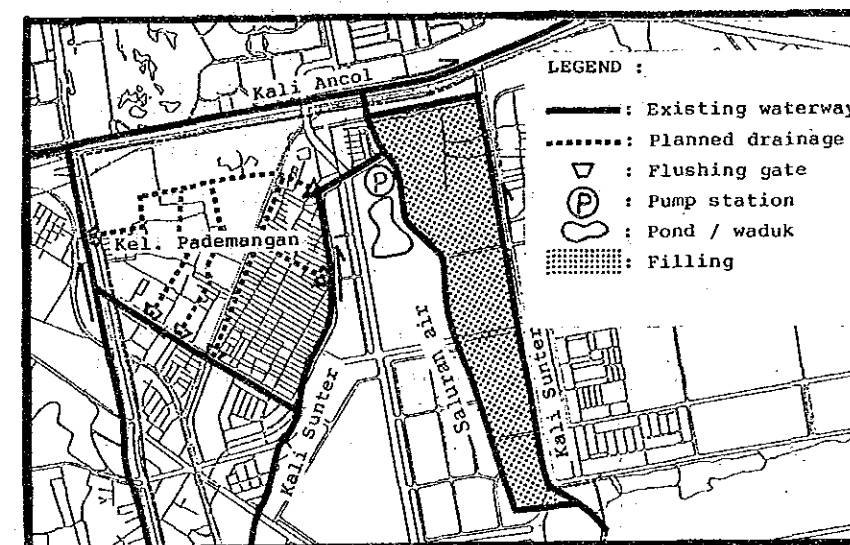 Kali Ancol
LEGEND :
: Existing waterway
: Planned drainage
: Flushing gate
P : Pump station
: Pond / waduk
: Filling
P
Kel. Pademangan
Saluran air
Kali Sunter
Kali Sunter